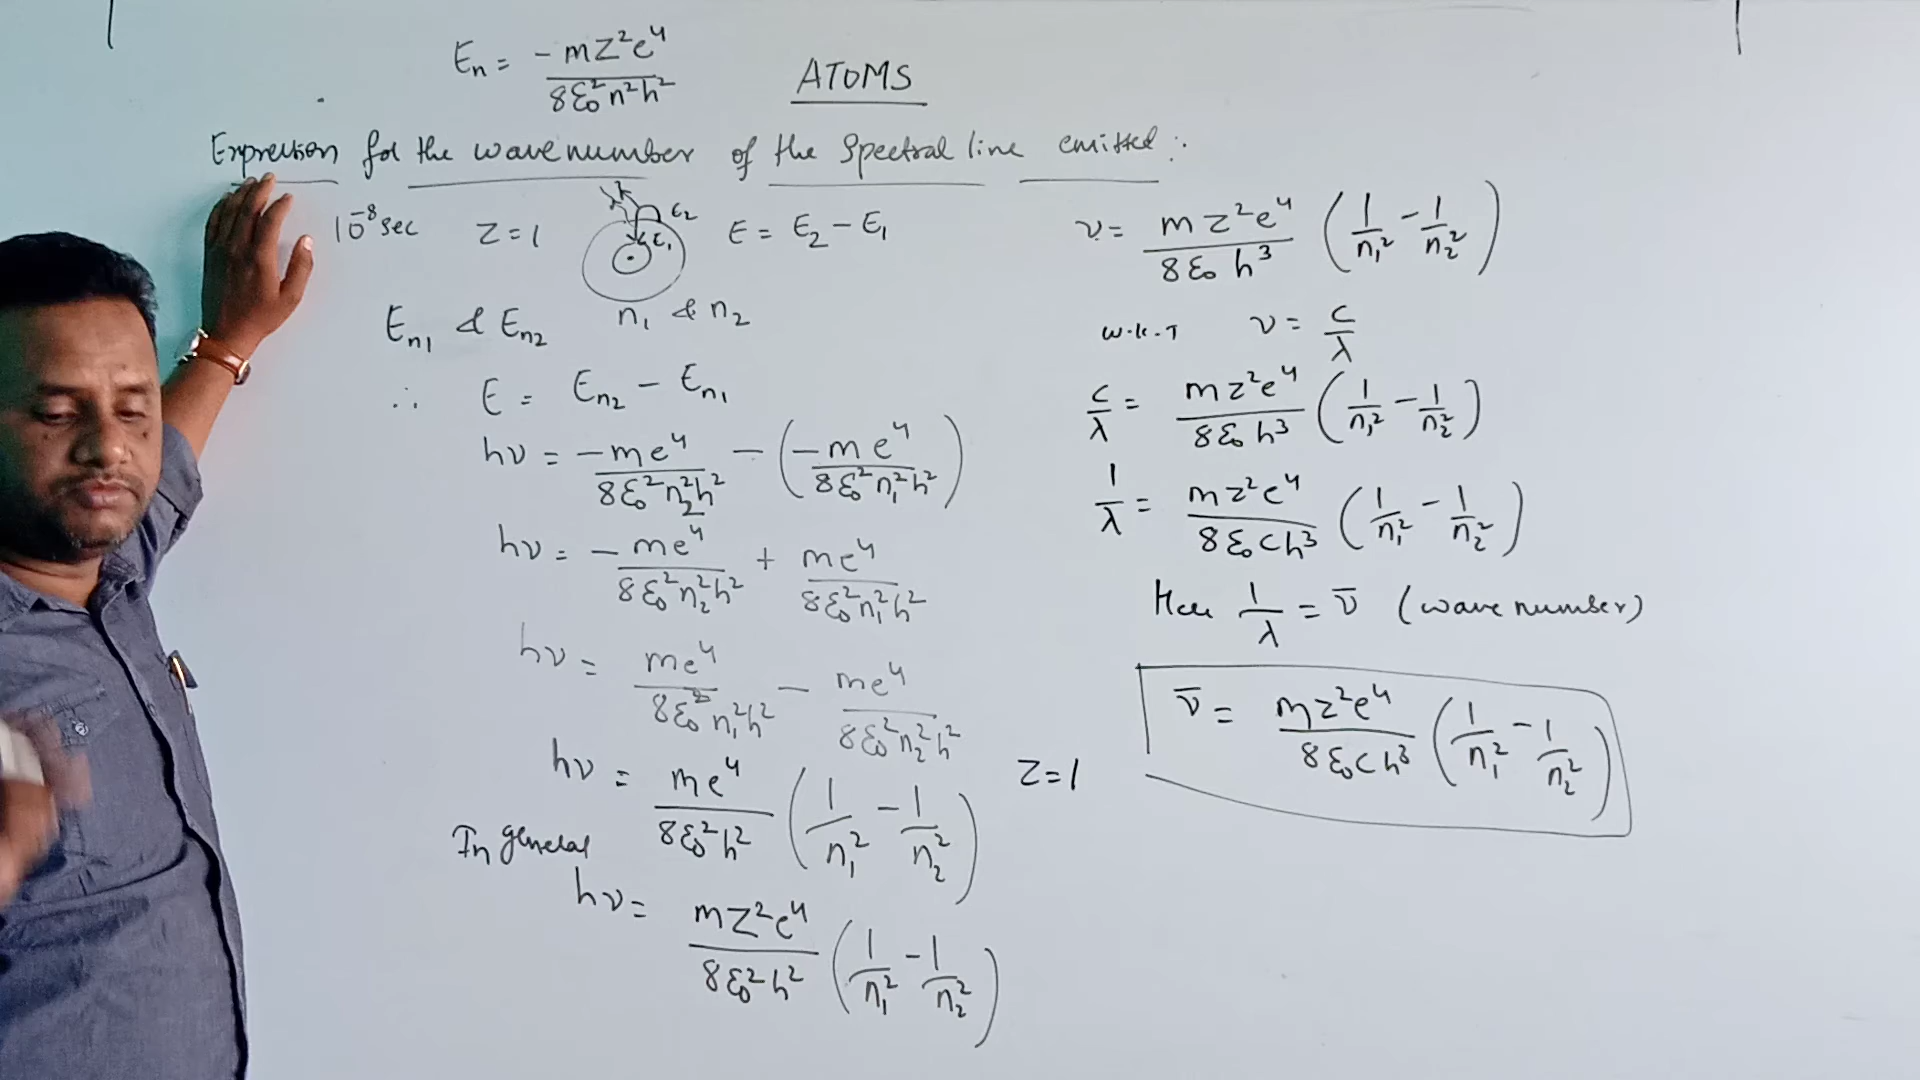 Eₙ = -mZ²e⁴ / 8ε₀²n²h²
ATOMS
Expression for the wave number of the spectral line emitted :
10⁻⁸ sec  Z = 1  E₂  E₁  E = E₂ - E₁
Eₙ₁ & Eₙ₂  n₁ & n₂
∴ E = Eₙ₂ - Eₙ₁
hν = -me⁴ / 8ε₀²n₂²h² - (-me⁴ / 8ε₀²n₁²h²)
hν = -me⁴ / 8ε₀²n₂²h² + me⁴ / 8ε₀²n₁²h²
hν = me⁴ / 8ε₀²n₁²h² - me⁴ / 8ε₀²n₂²h²
hν = me⁴ / 8ε₀²h² (1/n₁² - 1/n₂²)  Z = 1
In general
hν = mZ²e⁴ / 8ε₀²h² (1/n₁² - 1/n₂²)
ν = mz²e⁴ / 8ε₀h³ (1/n₁² - 1/n₂²)
w.k.T ν = c/λ
c/λ = mz²e⁴ / 8ε₀h³ (1/n₁² - 1/n₂²)
1/λ = mz²e⁴ / 8ε₀ch³ (1/n₁² - 1/n₂²)
Here 1/λ = ν̄ (wave number)
ν̄ = mz²e⁴ / 8ε₀ch³ (1/n₁² - 1/n₂²)